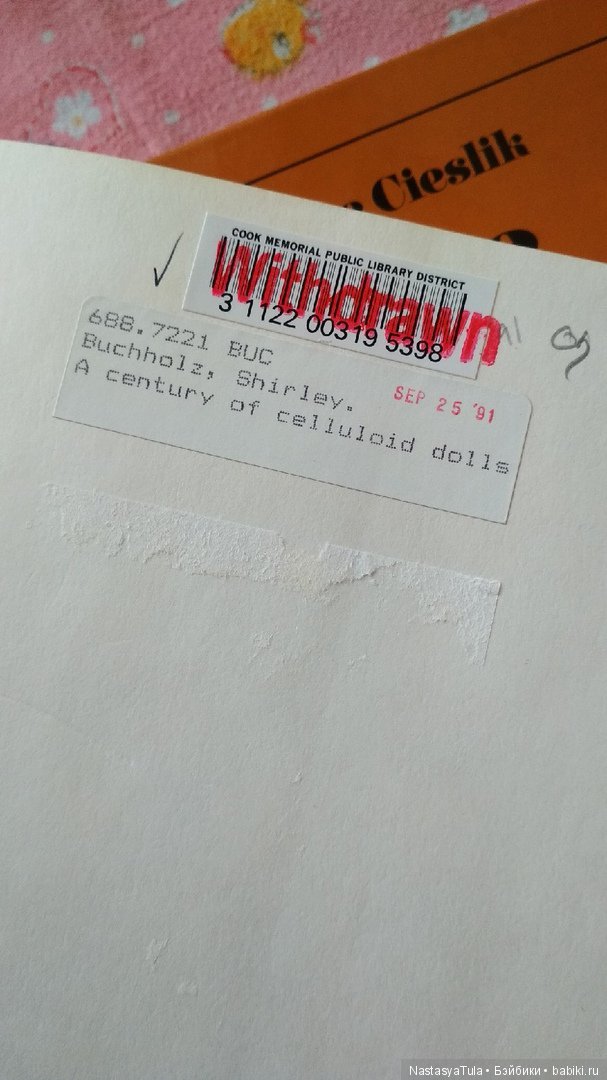 Cieslik
COOK MEMORIAL PUBLIC LIBRARY DISTRICT
Withdrawn
3 1122 00319 5398
688.7221 BUC
Buchholz, Shirley.
SEP 25 '91
A century of celluloid dolls
NastasyaTula • Бэйбики • babiki.ru